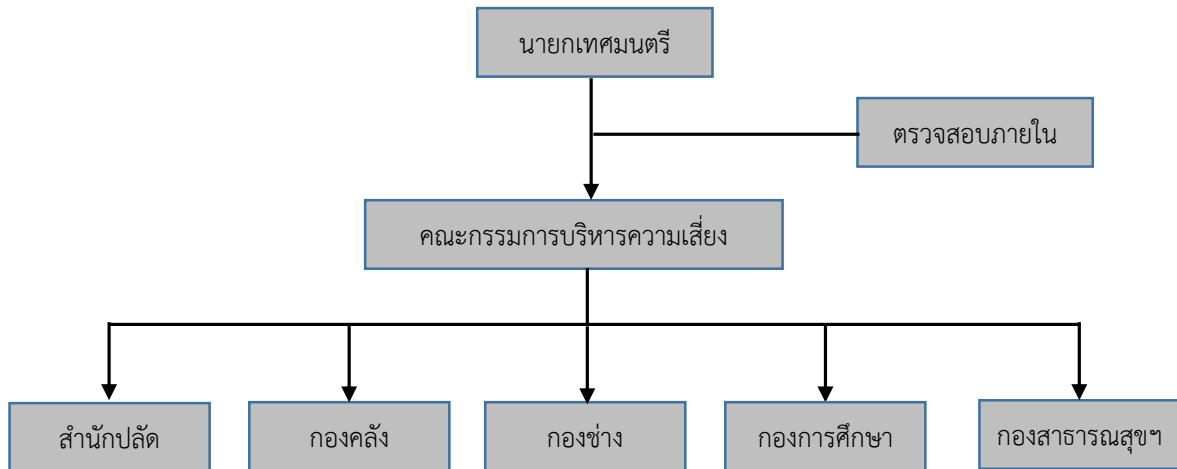 นายกเทศมนตรี
ตรวจสอบภายใน
คณะกรรมการบริหารความเสี่ยง
สำนักปลัด
กองคลัง
กองช่าง
กองการศึกษา
กองสาธารณสุขฯ